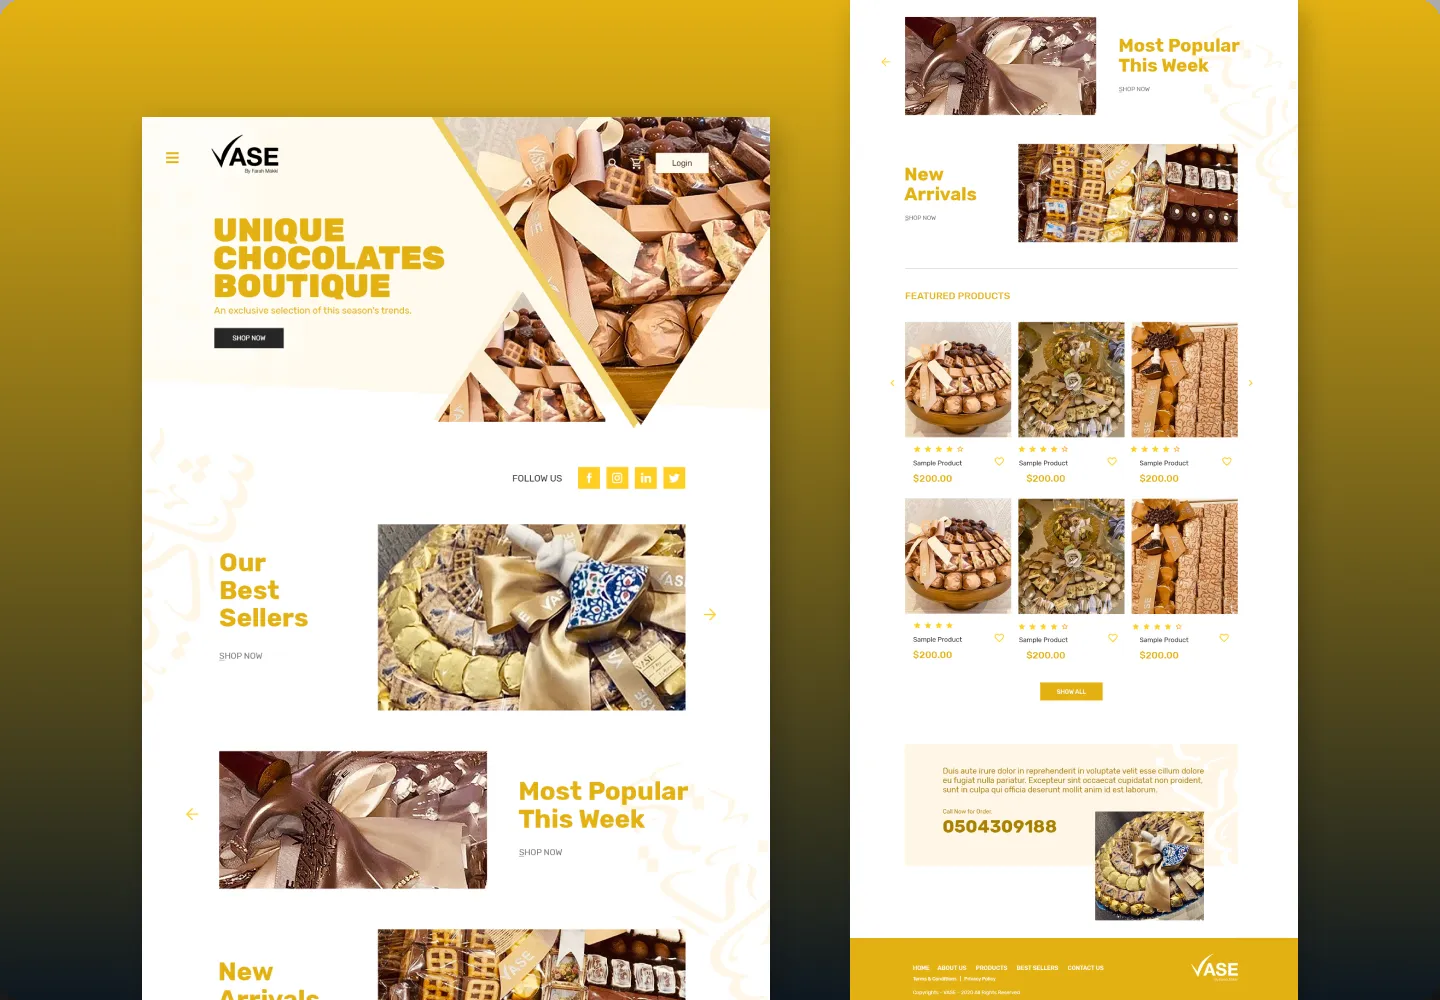 VASE
By Farah Makki
Login
UNIQUE
CHOCOLATES
BOUTIQUE
An exclusive selection of this season's trends.
SHOP NOW
FOLLOW US
Our
Best
Sellers
SHOP NOW
VASE
Most Popular
This Week
SHOP NOW
New
Arrivals
Most Popular
This Week
SHOP NOW
New
Arrivals
SHOP NOW
FEATURED PRODUCTS
Sample Product
Sample Product
Sample Product
$200.00
$200.00
$200.00
Sample Product
Sample Product
Sample Product
$200.00
$200.00
$200.00
SHOW ALL
Duis aute irure dolor in reprehenderit in voluptate velit esse cillum dolore
eu fugiat nulla pariatur. Excepteur sint occaecat cupidatat non proident,
sunt in culpa qui officia deserunt mollit anim id est laborum.
Call Now for Order.
0504309188
HOME ABOUT US PRODUCTS BEST SELLERS CONTACT US
Terms & Conditions | Privacy Policy
Copyrights - VASE - 2020 All Rights Reserved
VASE